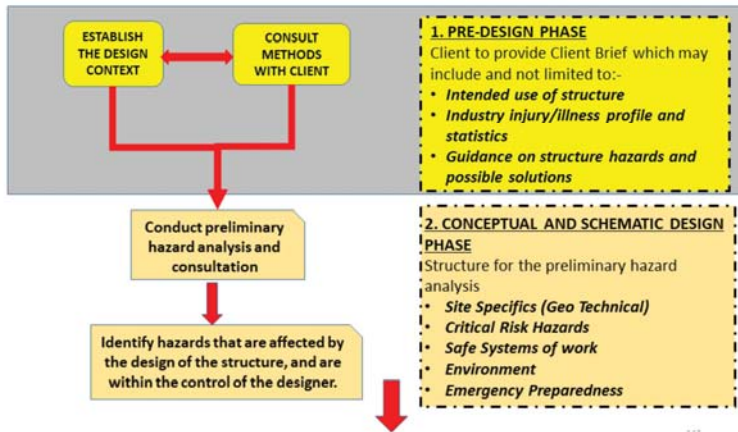 ESTABLISH
THE DESIGN
CONTEXT
CONSULT
METHODS
WITH CLIENT
1. PRE-DESIGN PHASE
Client to provide Client Brief which may
include and not limited to:-
• Intended use of structure
• Industry injury/illness profile and
statistics
• Guidance on structure hazards and
possible solutions
Conduct preliminary
hazard analysis and
consultation
Identify hazards that are affected by
the design of the structure, and are
within the control of the designer.
2. CONCEPTUAL AND SCHEMATIC DESIGN
PHASE
Structure for the preliminary hazard
analysis
• Site Specifics (Geo Technical)
• Critical Risk Hazards
• Safe Systems of work
• Environment
• Emergency Preparedness